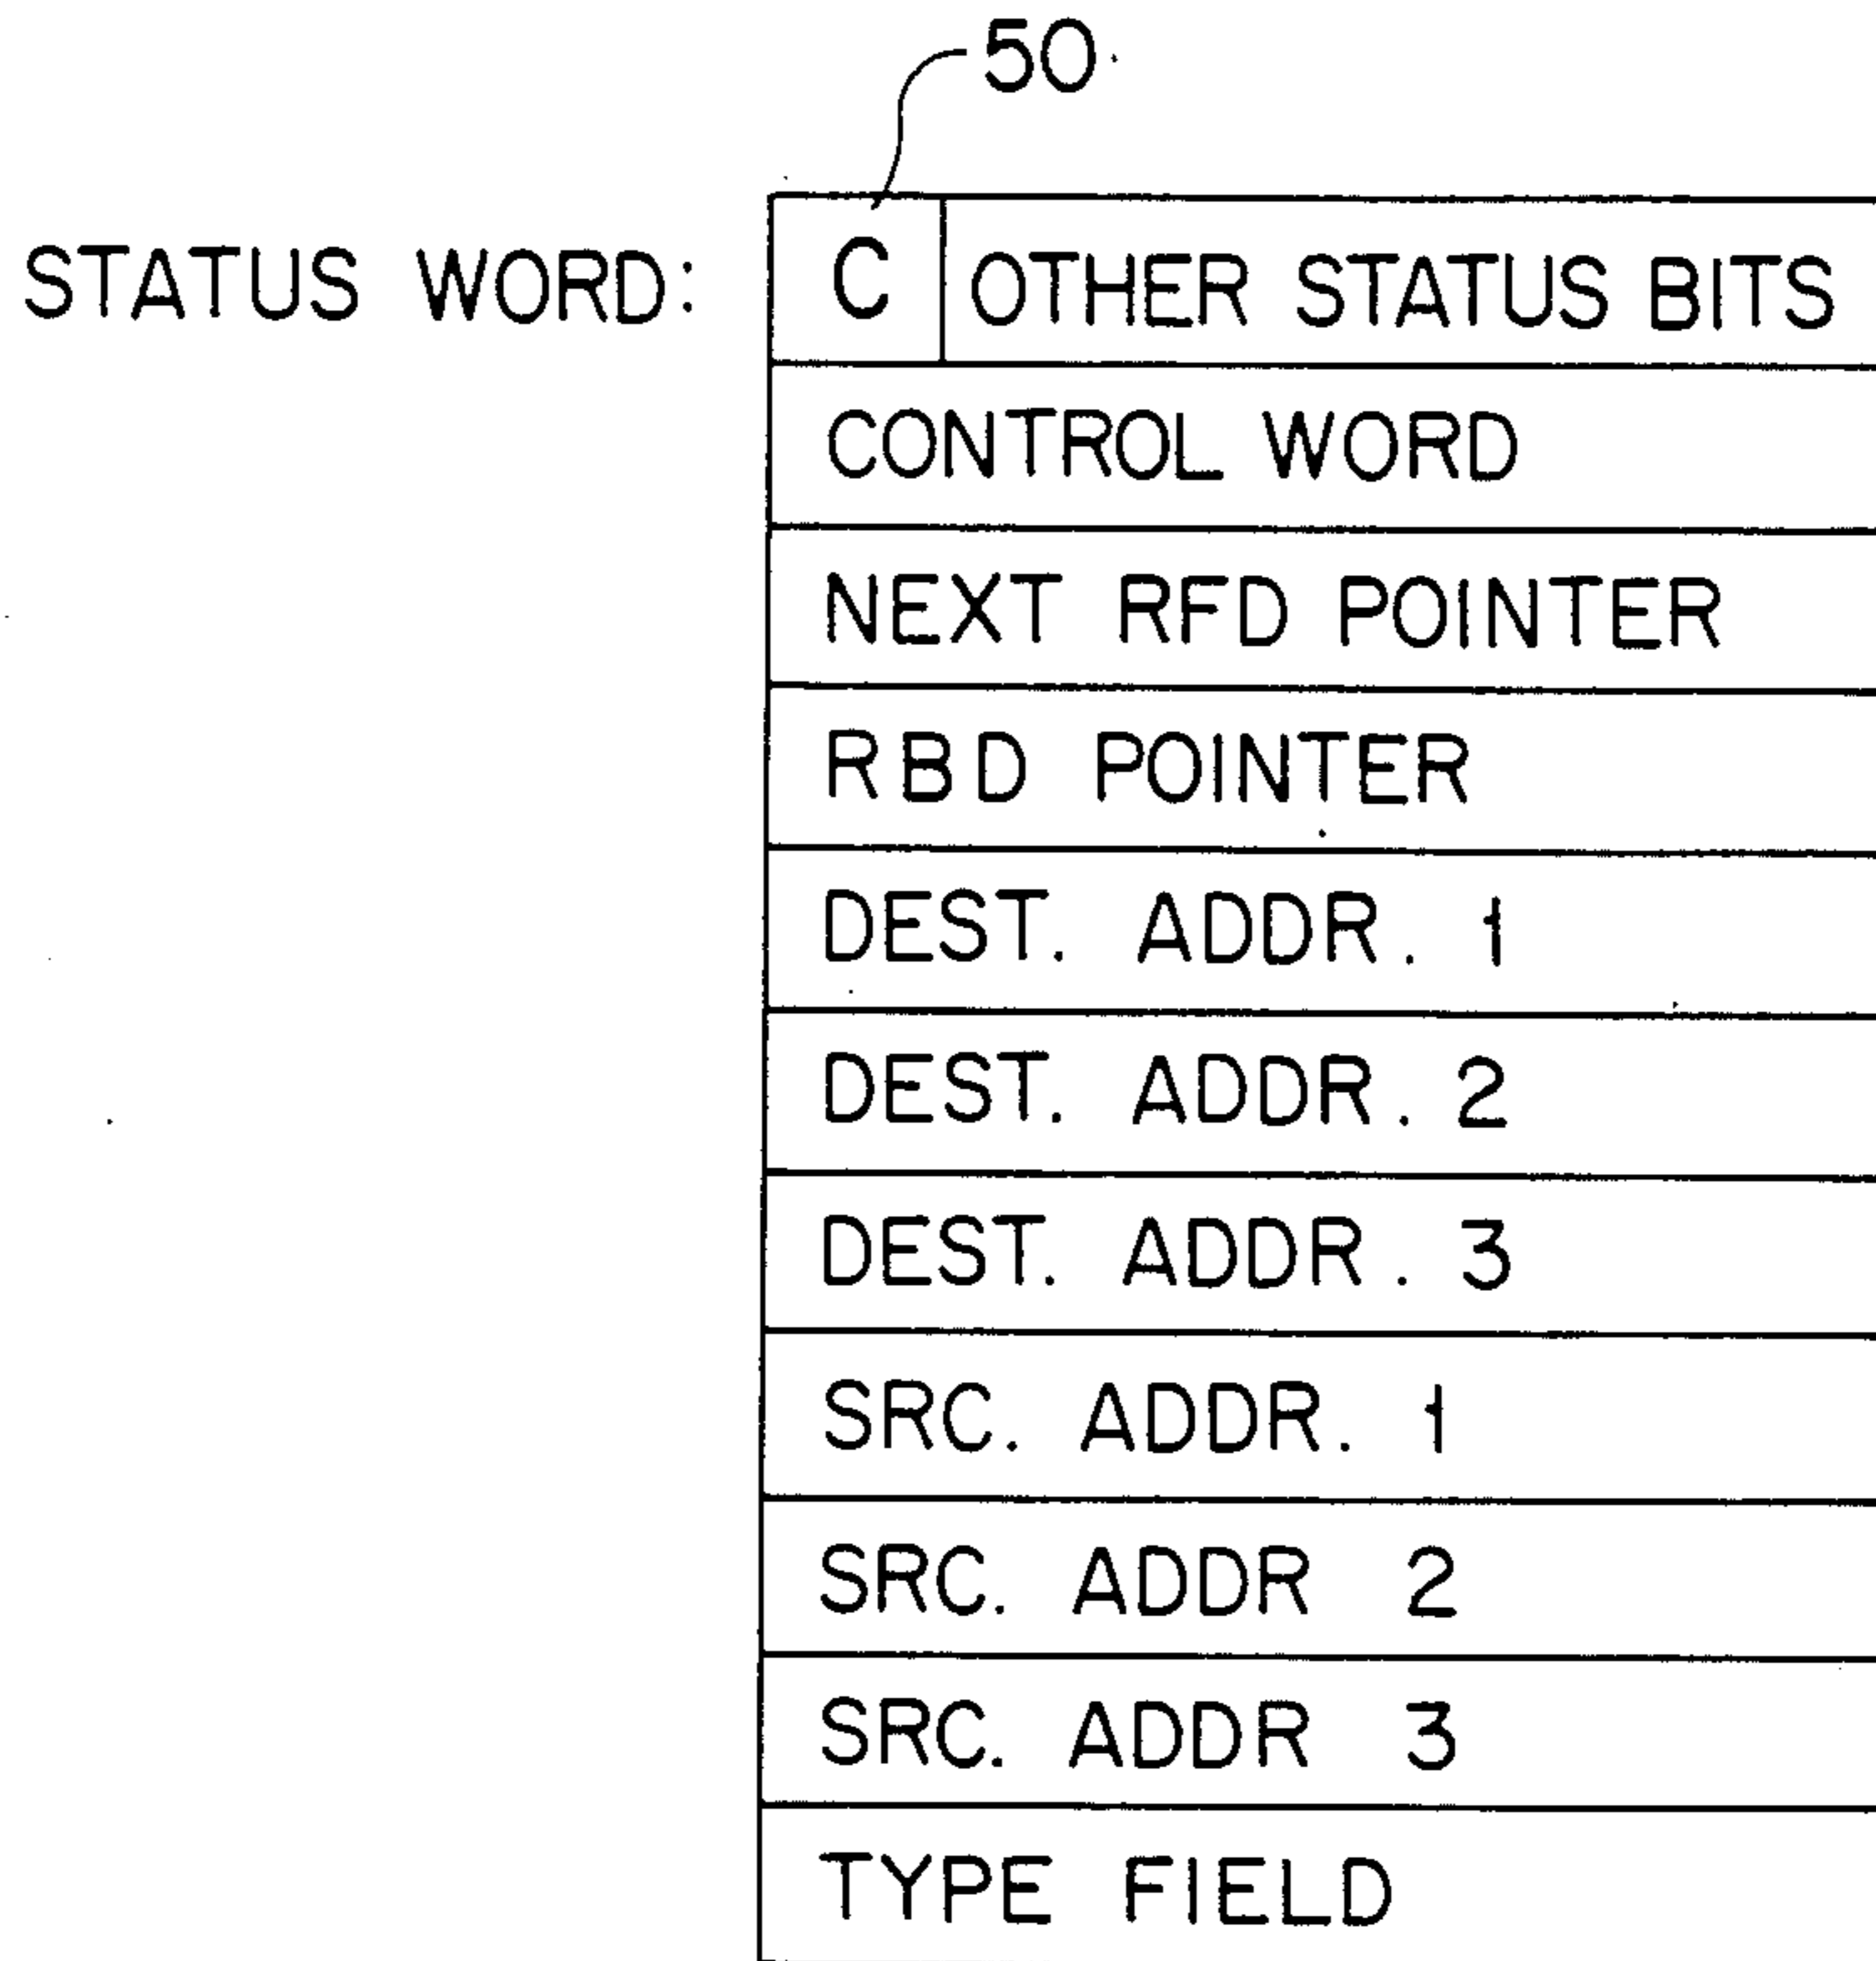 50
STATUS WORD: C OTHER STATUS BITS
CONTROL WORD
NEXT RFD POINTER
RBD POINTER
DEST. ADDR. 1
DEST. ADDR. 2
DEST. ADDR. 3
SRC. ADDR. 1
SRC. ADDR 2
SRC. ADDR 3
TYPE FIELD